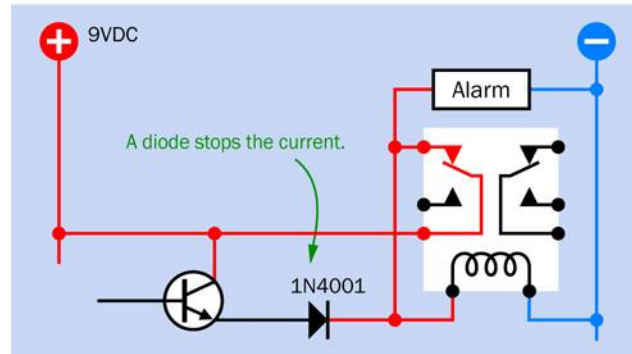 9VDC
Alarm
A diode stops the current.
1N4001